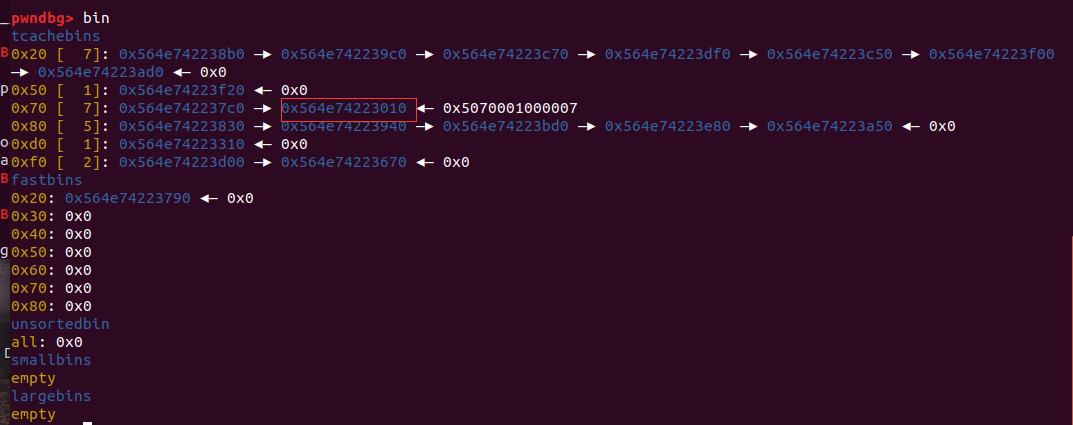 pwndbg> bin
tcachebins
0x20 [  7]: 0x564e742238b0 —▸ 0x564e742239c0 —▸ 0x564e74223c70 —▸ 0x564e74223df0 —▸ 0x564e74223c50 —▸ 0x564e74223f00
—▸ 0x564e74223ad0 ◂— 0x0
0x50 [  1]: 0x564e74223f20 ◂— 0x0
0x70 [  7]: 0x564e742237c0 —▸ 0x564e74223010 ◂— 0x5070001000007
0x80 [  5]: 0x564e74223830 —▸ 0x564e74223940 —▸ 0x564e74223bd0 —▸ 0x564e74223e80 —▸ 0x564e74223a50 ◂— 0x0
0xd0 [  1]: 0x564e74223310 ◂— 0x0
0xf0 [  2]: 0x564e74223d00 —▸ 0x564e74223670 ◂— 0x0
fastbins
0x20: 0x564e74223790 ◂— 0x0
0x30: 0x0
0x40: 0x0
0x50: 0x0
0x60: 0x0
0x70: 0x0
0x80: 0x0
unsortedbin
all: 0x0
smallbins
empty
largebins
empty